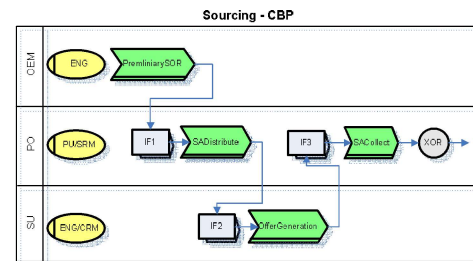 Sourcing - CBP
OEM
ENG
PremliniarySOR
PO
PU/SRM
IF1
SADistribute
IF3
SACollect
XOR
SU
ENG/CRM
IF2
OfferGeneration